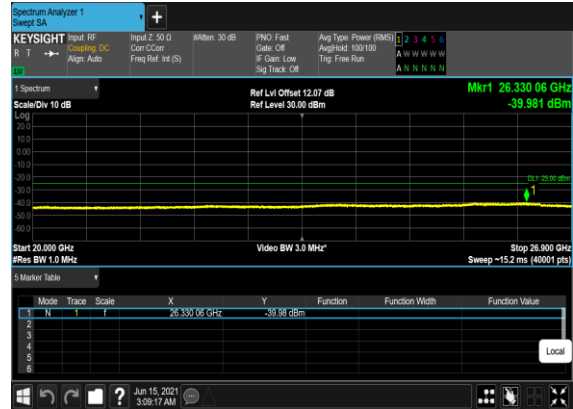 Spectrum Analyzer 1
Swept SA
+
KEYSIGHT Input: RF Input Z: 50 Ω #Atten: 30 dB PNO: Fast Avg Type: Power (RMS) 1 2 3 4 5 6
R T Coupling: DC Corr CCorr Gate: Off Avg|Hold: 100/100 A W W W W W
Align: Auto Freq Ref: Int (S) IF Gain: Low Trig: Free Run
Sig Track: Off A N N N N N
1 Spectrum Ref Lvl Offset 12.07 dB Mkr1 26.330 06 GHz
Scale/Div 10 dB Ref Level 30.00 dBm -39.981 dBm
Log
20.0
10.0
0.00
-10.0
-20.0 DL1 -25.00 dBm
-30.0 1
-40.0
-50.0
-60.0
Start 20.000 GHz Video BW 3.0 MHz* Stop 26.900 GHz
#Res BW 1.0 MHz Sweep ~15.2 ms (40001 pts)
5 Marker Table
Mode Trace Scale X Y Function Function Width Function Value
1 N 1 f 26.330 06 GHz -39.98 dBm
2
3
4
5
6
Local
? Jun 15, 2021
3:09:17 AM